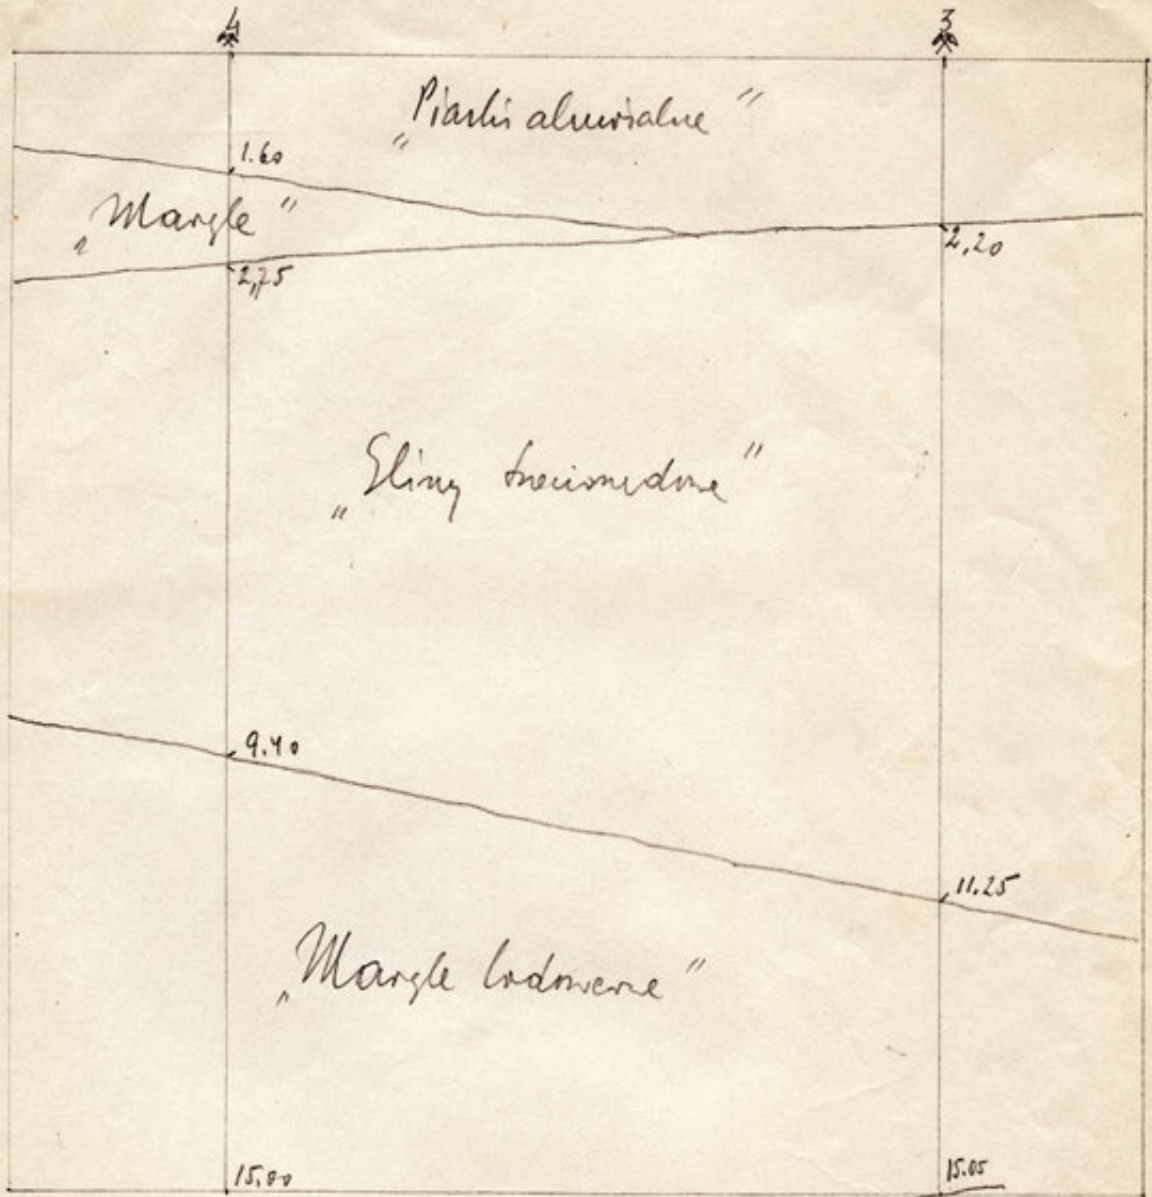 4
3
„Piaski aluwialne”
1.60
„Margle”
2,20
2,75
„Gliny trzeciorzędowe”
9.40
11.25
„Margle lodowcowe”
15.00
15.05